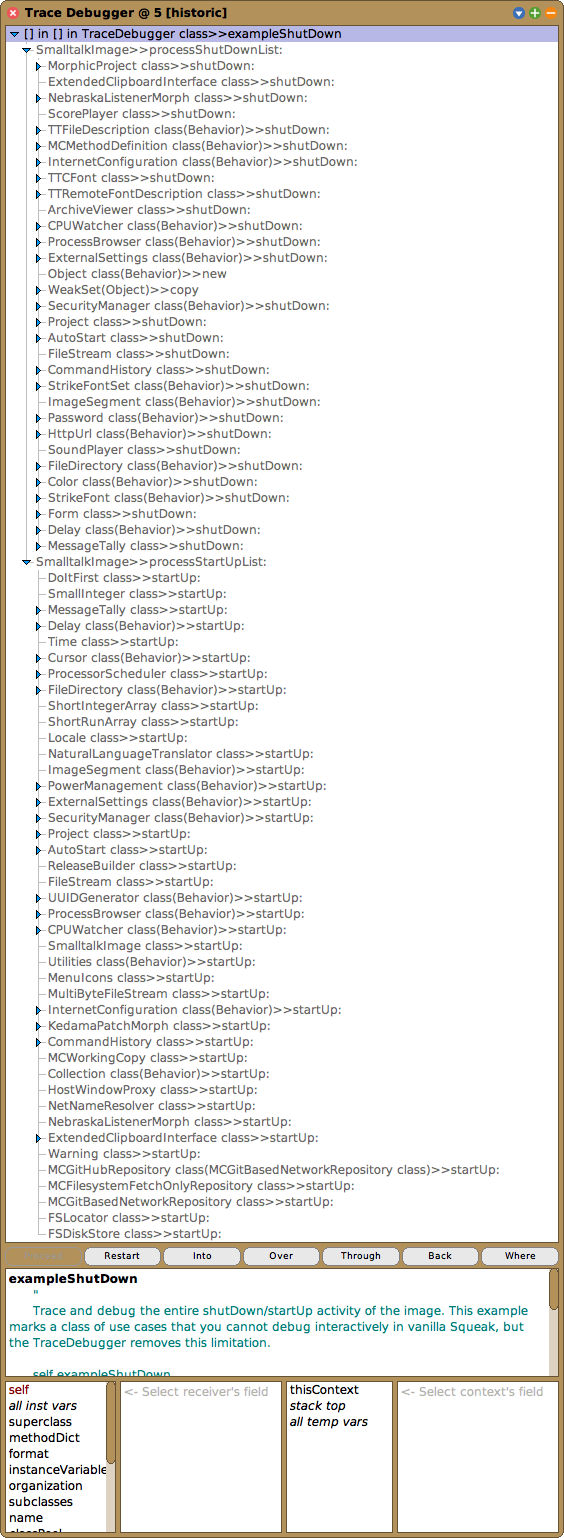 Trace Debugger @ 5 [historic]
[] in [] in TraceDebugger class>>exampleShutDown
SmalltalkImage>>processShutDownList:
MorphicProject class>>shutDown:
ExtendedClipboardInterface class>>shutDown:
NebraskaListenerMorph class>>shutDown:
ScorePlayer class>>shutDown:
TTFileDescription class(Behavior)>>shutDown:
MCMethodDefinition class(Behavior)>>shutDown:
InternetConfiguration class(Behavior)>>shutDown:
TTCFont class>>shutDown:
TTRemoteFontDescription class>>shutDown:
ArchiveViewer class>>shutDown:
CPUWatcher class(Behavior)>>shutDown:
ProcessBrowser class(Behavior)>>shutDown:
ExternalSettings class(Behavior)>>shutDown:
Object class(Behavior)>>new
WeakSet(Object)>>copy
SecurityManager class(Behavior)>>shutDown:
Project class>>shutDown:
AutoStart class>>shutDown:
FileStream class>>shutDown:
CommandHistory class>>shutDown:
StrikeFontSet class(Behavior)>>shutDown:
ImageSegment class(Behavior)>>shutDown:
Password class(Behavior)>>shutDown:
HttpUrl class(Behavior)>>shutDown:
SoundPlayer class>>shutDown:
FileDirectory class(Behavior)>>shutDown:
Color class(Behavior)>>shutDown:
StrikeFont class(Behavior)>>shutDown:
Form class>>shutDown:
Delay class(Behavior)>>shutDown:
MessageTally class>>shutDown:
SmalltalkImage>>processStartUpList:
DoItFirst class>>startUp:
SmallInteger class>>startUp:
MessageTally class>>startUp:
Delay class(Behavior)>>startUp:
Time class>>startUp:
Cursor class(Behavior)>>startUp:
ProcessorScheduler class>>startUp:
FileDirectory class(Behavior)>>startUp:
ShortIntegerArray class>>startUp:
ShortRunArray class>>startUp:
Locale class>>startUp:
NaturalLanguageTranslator class>>startUp:
ImageSegment class(Behavior)>>startUp:
PowerManagement class(Behavior)>>startUp:
ExternalSettings class(Behavior)>>startUp:
SecurityManager class(Behavior)>>startUp:
Project class>>startUp:
AutoStart class>>startUp:
ReleaseBuilder class>>startUp:
FileStream class>>startUp:
UUIDGenerator class(Behavior)>>startUp:
ProcessBrowser class(Behavior)>>startUp:
CPUWatcher class(Behavior)>>startUp:
SmalltalkImage class>>startUp:
Utilities class(Behavior)>>startUp:
MenuIcons class>>startUp:
MultiByteFileStream class>>startUp:
InternetConfiguration class(Behavior)>>startUp:
KedamaPatchMorph class>>startUp:
CommandHistory class>>startUp:
MCWorkingCopy class>>startUp:
Collection class(Behavior)>>startUp:
HostWindowProxy class>>startUp:
NetNameResolver class>>startUp:
NebraskaListenerMorph class>>startUp:
ExtendedClipboardInterface class>>startUp:
Warning class>>startUp:
MCGitHubRepository class(MCGitBasedNetworkRepository class)>>startUp:
MCFilesystemFetchOnlyRepository class>>startUp:
MCGitBasedNetworkRepository class>>startUp:
FSLocator class>>startUp:
FSDiskStore class>>startUp:
Restart Into Over Through Back Where
exampleShutDown
"
Trace and debug the entire shutDown/startUp activity of the image. This example
marks a class of use cases that you cannot debug interactively in vanilla Squeak, but
the TraceDebugger removes this limitation.
self exampleShutDown
self
all inst vars
superclass
methodDict
format
instanceVariable
organization
subclasses
name
classPool
<- Select receiver's field
thisContext
stack top
all temp vars
<- Select context's field